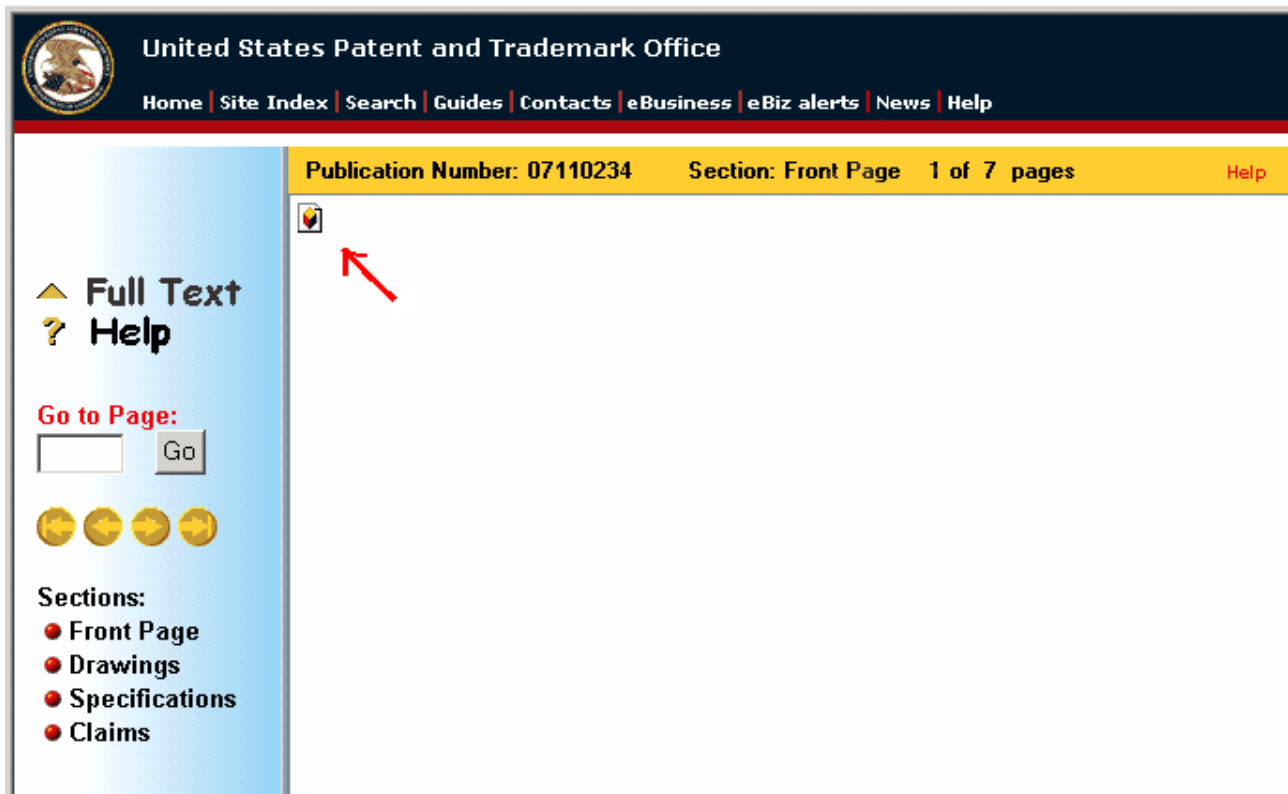 United States Patent and Trademark Office
Home | Site Index | Search | Guides | Contacts | eBusiness | eBiz alerts | News | Help
Publication Number: 07110234 Section: Front Page 1 of 7 pages Help
Full Text
? Help
Go to Page:
Go
Sections:
Front Page
Drawings
Specifications
Claims